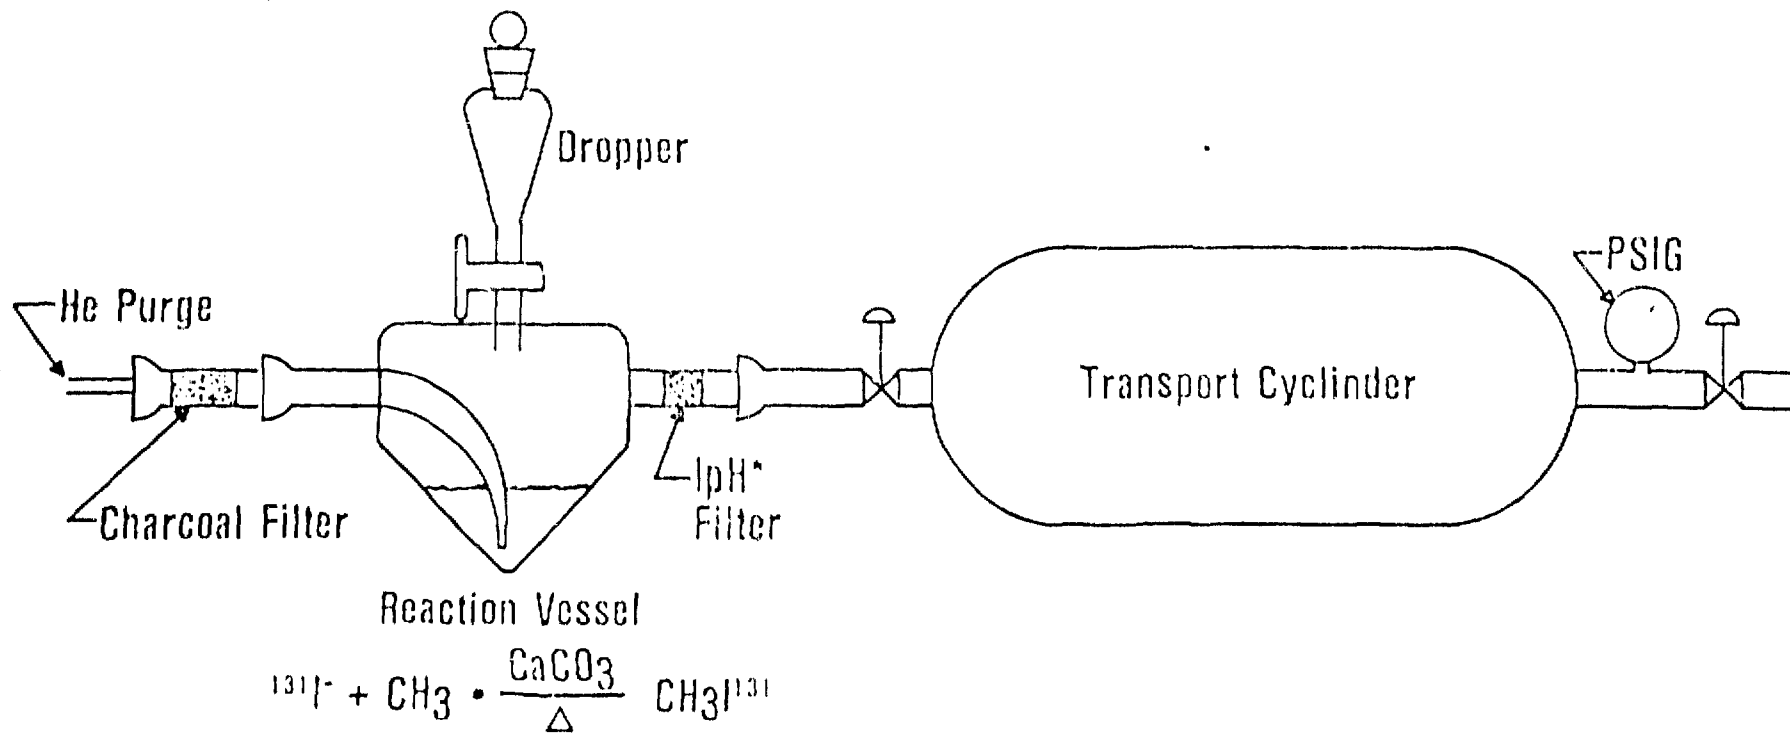 Dropper
PSIG
He Purge
Transport Cyclinder
IpH*
Filter
Charcoal Filter
Reaction Vessel
¹³¹I⁻ + CH₃ • CaCO₃ / Δ CH₃I¹³¹